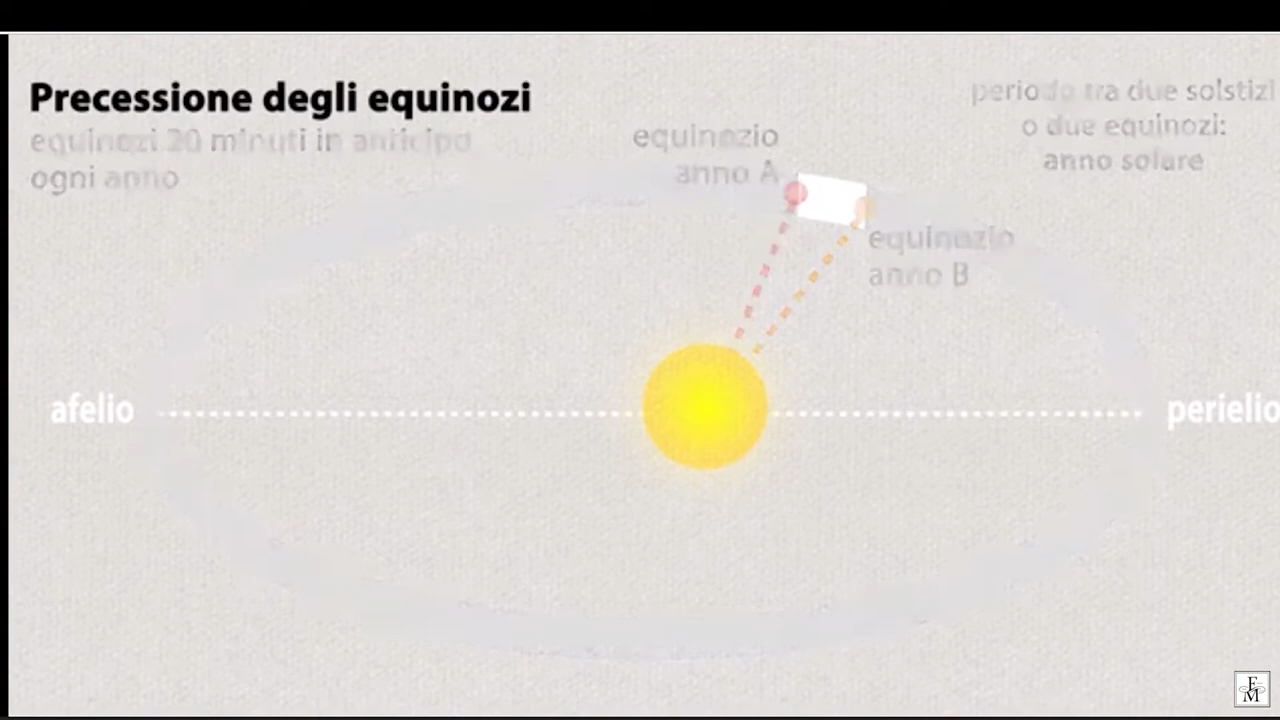 Precessione degli equinozi
equinozi 20 minuti in anticipo
ogni anno
periodo tra due solstizi
o due equinozi:
anno solare
equinozio
anno A
equinozio
anno B
afelio
perielio
F
M